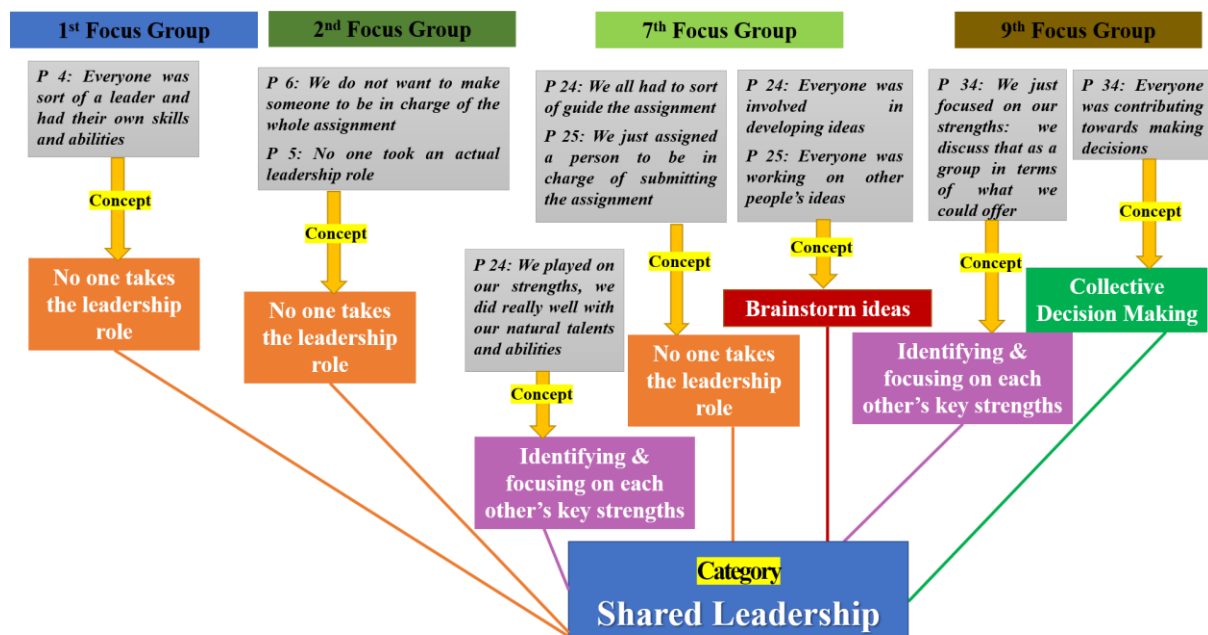 1st Focus Group
P 4: Everyone was
sort of a leader and
had their own skills
and abilities
Concept
No one takes
the leadership
role
2nd Focus Group
P 6: We do not want to make
someone to be in charge of the
whole assignment
P 5: No one took an actual
leadership role
Concept
No one takes
the leadership
role
7th Focus Group
P 24: We played on
our strengths, we
did really well with
our natural talents
and abilities
Concept
Identifying &
focusing on each
other’s key strengths
P 24: We all had to sort
of guide the assignment
P 25: We just assigned
a person to be in
charge of submitting
the assignment
Concept
No one takes
the leadership
role
P 24: Everyone was
involved in
developing ideas
P 25: Everyone was
working on other
people’s ideas
Concept
Brainstorm ideas
9th Focus Group
P 34: We just
focused on our
strengths: we
discuss that as a
group in terms
of what we
could offer
Concept
Identifying &
focusing on each
other’s key strengths
P 34: Everyone
was contributing
towards making
decisions
Concept
Collective
Decision Making
Category
Shared Leadership